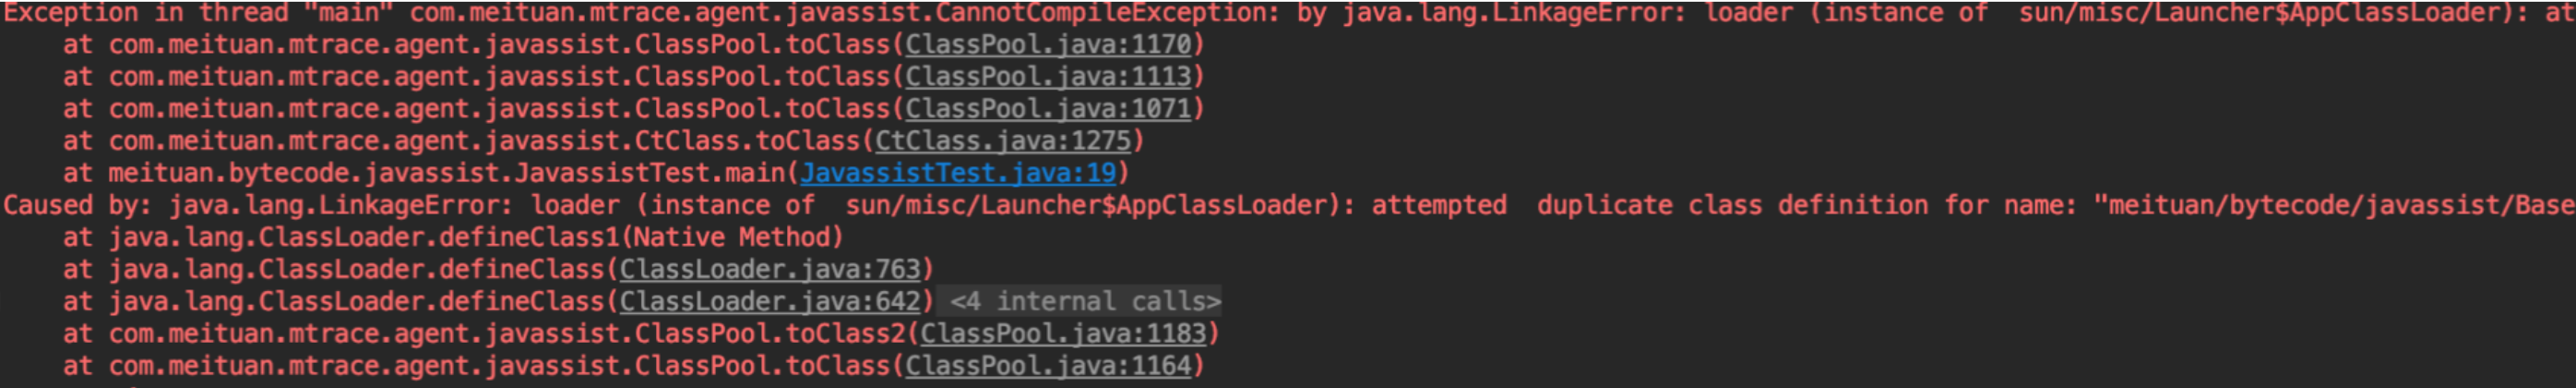 Exception in thread "main" com.meituan.mtrace.agent.javassist.CannotCompileException: by java.lang.LinkageError: loader (instance of  sun/misc/Launcher$AppClassLoader): at
at com.meituan.mtrace.agent.javassist.ClassPool.toClass(ClassPool.java:1170)
at com.meituan.mtrace.agent.javassist.ClassPool.toClass(ClassPool.java:1113)
at com.meituan.mtrace.agent.javassist.ClassPool.toClass(ClassPool.java:1071)
at com.meituan.mtrace.agent.javassist.CtClass.toClass(CtClass.java:1275)
at meituan.bytecode.javassist.JavassistTest.main(JavassistTest.java:19)
Caused by: java.lang.LinkageError: loader (instance of  sun/misc/Launcher$AppClassLoader): attempted  duplicate class definition for name: "meituan/bytecode/javassist/Base
at java.lang.ClassLoader.defineClass1(Native Method)
at java.lang.ClassLoader.defineClass(ClassLoader.java:763)
at java.lang.ClassLoader.defineClass(ClassLoader.java:642) <4 internal calls>
at com.meituan.mtrace.agent.javassist.ClassPool.toClass2(ClassPool.java:1183)
at com.meituan.mtrace.agent.javassist.ClassPool.toClass(ClassPool.java:1164)